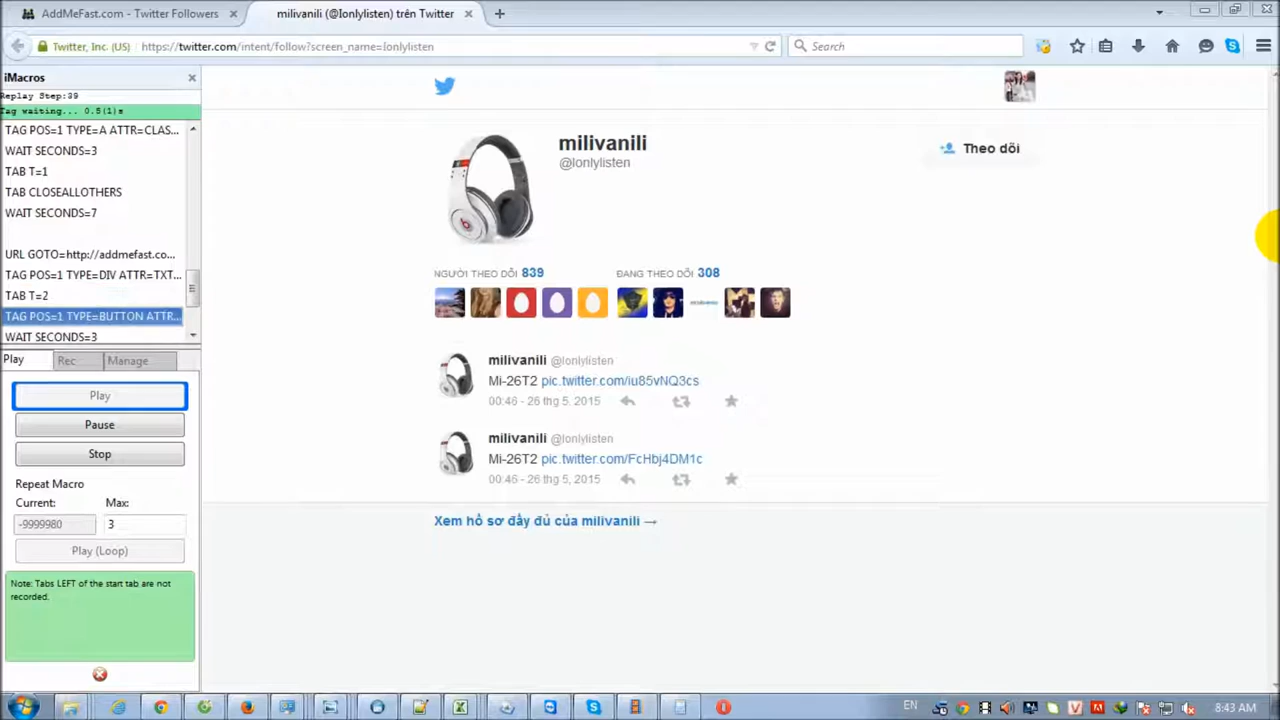 AddMeFast.com - Twitter Followers
milivanili (@lonlylisten) trên Twitter
Twitter, Inc. (US)
https://twitter.com/intent/follow?screen_name=lonlylisten
Search
iMacros
Replay Step:39
Tag waiting... 0.5(1)s
TAG POS=1 TYPE=A ATTR=CLAS...
WAIT SECONDS=3
TAB T=1
TAB CLOSEALLOTHERS
WAIT SECONDS=7
URL GOTO=http://addmefast.co...
TAG POS=1 TYPE=DIV ATTR=TXT...
TAB T=2
TAG POS=1 TYPE=BUTTON ATTR...
WAIT SECONDS=3
Play
Rec
Manage
Play
Pause
Stop
Repeat Macro
Current:
Max:
-9999980
3
Play (Loop)
Note: Tabs LEFT of the start tab are not
recorded.
milivanili
@lonlylisten
Theo dõi
NGƯỜI THEO DÕI 839
ĐANG THEO DÕI 308
milivanili @lonlylisten
Mi-26T2 pic.twitter.com/iu85vNQ3cs
00:46 - 26 thg 5, 2015
milivanili @lonlylisten
Mi-26T2 pic.twitter.com/FcHbj4DM1c
00:46 - 26 thg 5, 2015
Xem hồ sơ đầy đủ của milivanili →
EN
8:43 AM